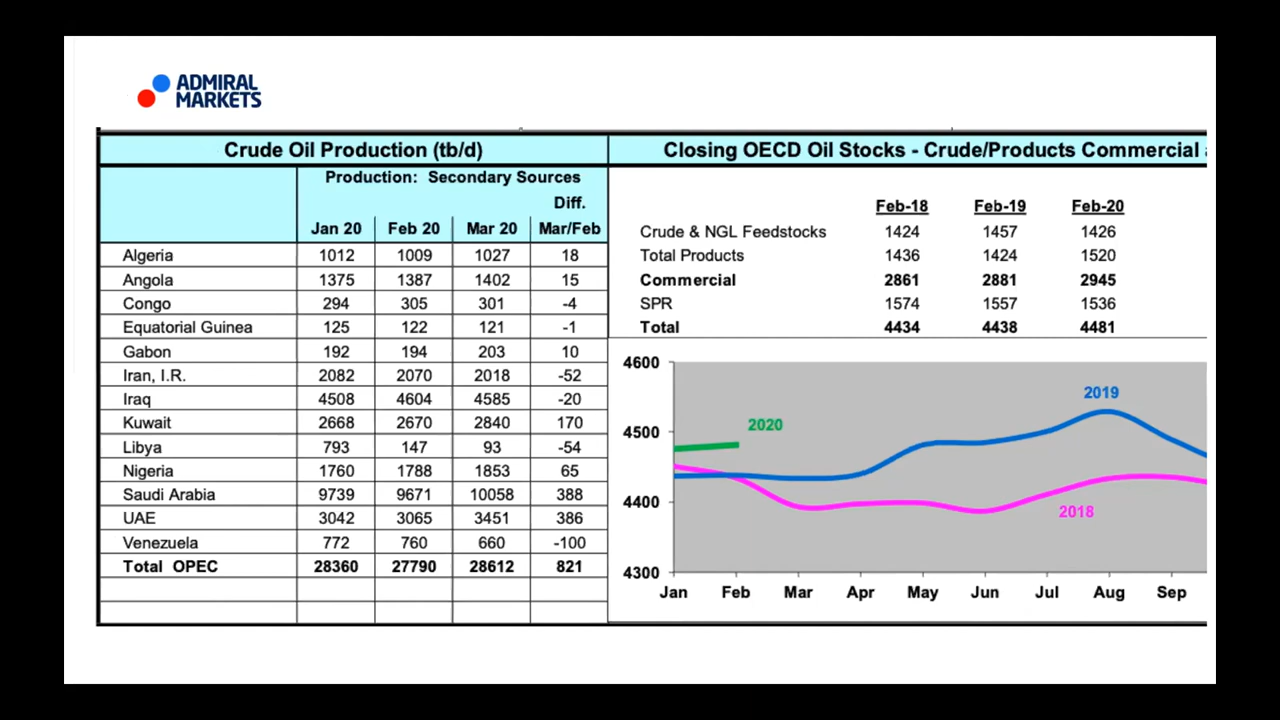 ADMIRAL
MARKETS
Crude Oil Production (tb/d)
Production: Secondary Sources
Diff.
Jan 20 Feb 20 Mar 20 Mar/Feb
Algeria 1012 1009 1027 18
Angola 1375 1387 1402 15
Congo 294 305 301 -4
Equatorial Guinea 125 122 121 -1
Gabon 192 194 203 10
Iran, I.R. 2082 2070 2018 -52
Iraq 4508 4604 4585 -20
Kuwait 2668 2670 2840 170
Libya 793 147 93 -54
Nigeria 1760 1788 1853 65
Saudi Arabia 9739 9671 10058 388
UAE 3042 3065 3451 386
Venezuela 772 760 660 -100
Total OPEC 28360 27790 28612 821
Closing OECD Oil Stocks - Crude/Products Commercial
Feb-18 Feb-19 Feb-20
Crude & NGL Feedstocks 1424 1457 1426
Total Products 1436 1424 1520
Commercial 2861 2881 2945
SPR 1574 1557 1536
Total 4434 4438 4481
4600
2019
2020
4500
4400
2018
4300
Jan Feb Mar Apr May Jun Jul Aug Sep